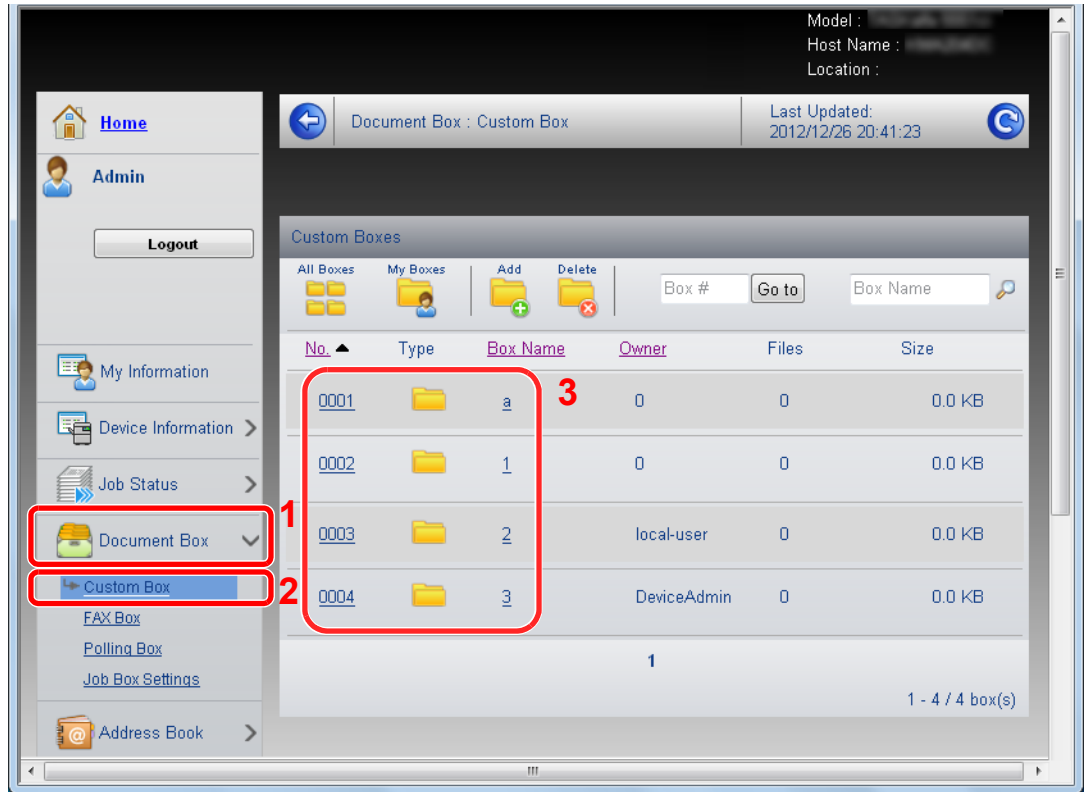 Model :
Host Name :
Location :
Home
Document Box : Custom Box
Last Updated:
2012/12/26 20:41:23
Admin
Logout
Custom Boxes
All Boxes My Boxes Add Delete
Box # Go to Box Name
No. Type Box Name Owner Files Size
My Information
0001 a 3 0 0 0.0 KB
Device Information
0002 1 0 0 0.0 KB
Job Status
1
0003 2 local-user 0 0.0 KB
Document Box
Custom Box 2
0004 3 DeviceAdmin 0 0.0 KB
FAX Box
Polling Box
1
Job Box Settings
1 - 4 / 4 box(s)
Address Book